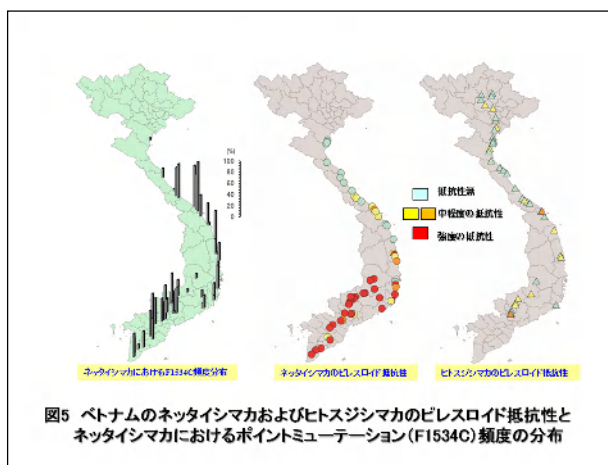 (%)
100
80
60
40
20
0
抵抗性無
中程度の抵抗性
強度の抵抗性
ネッタイシマカにおけるF1534C頻度分布
ネッタイシマカのピレスロイド抵抗性
ヒトスジシマカのピレスロイド抵抗性
図5 ベトナムのネッタイシマカおよびヒトスジシマカのピレスロイド抵抗性と
ネッタイシマカにおけるポイントミューテーション(F1534C)頻度の分布